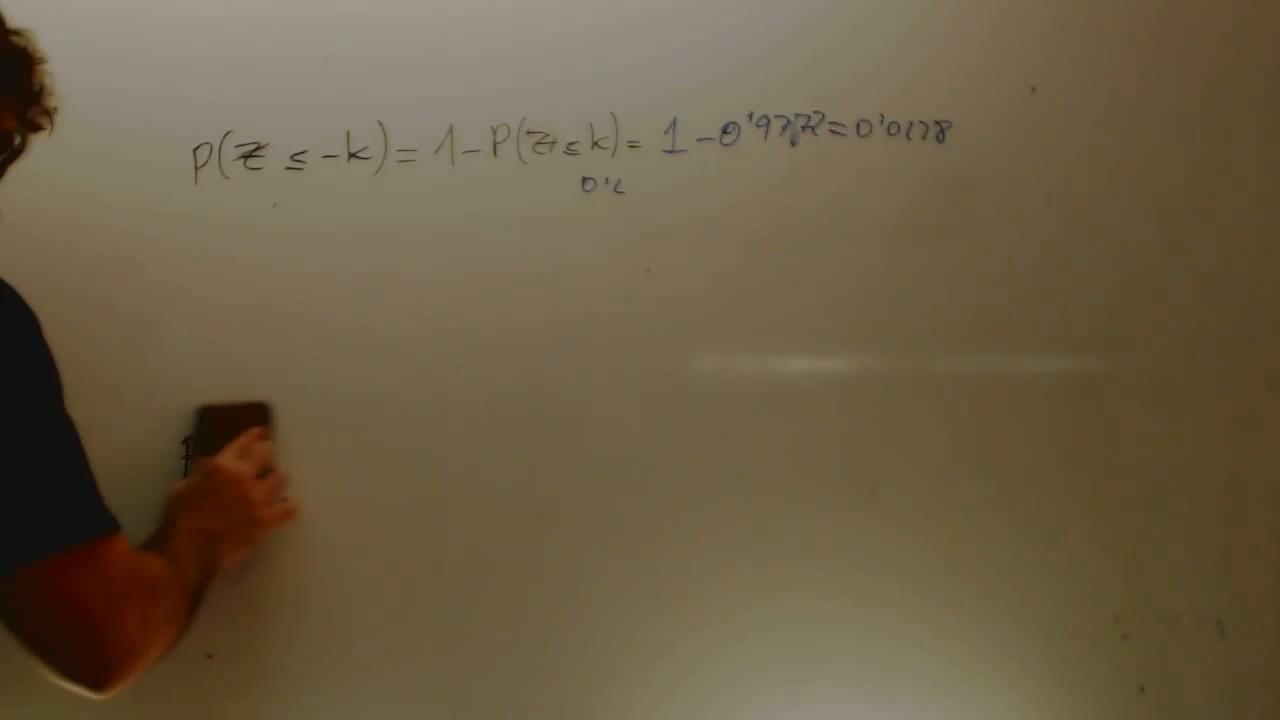 P(Z ≤ -k) = 1 - P(Z ≤ k) = 1 - 0'9772 = 0'0178